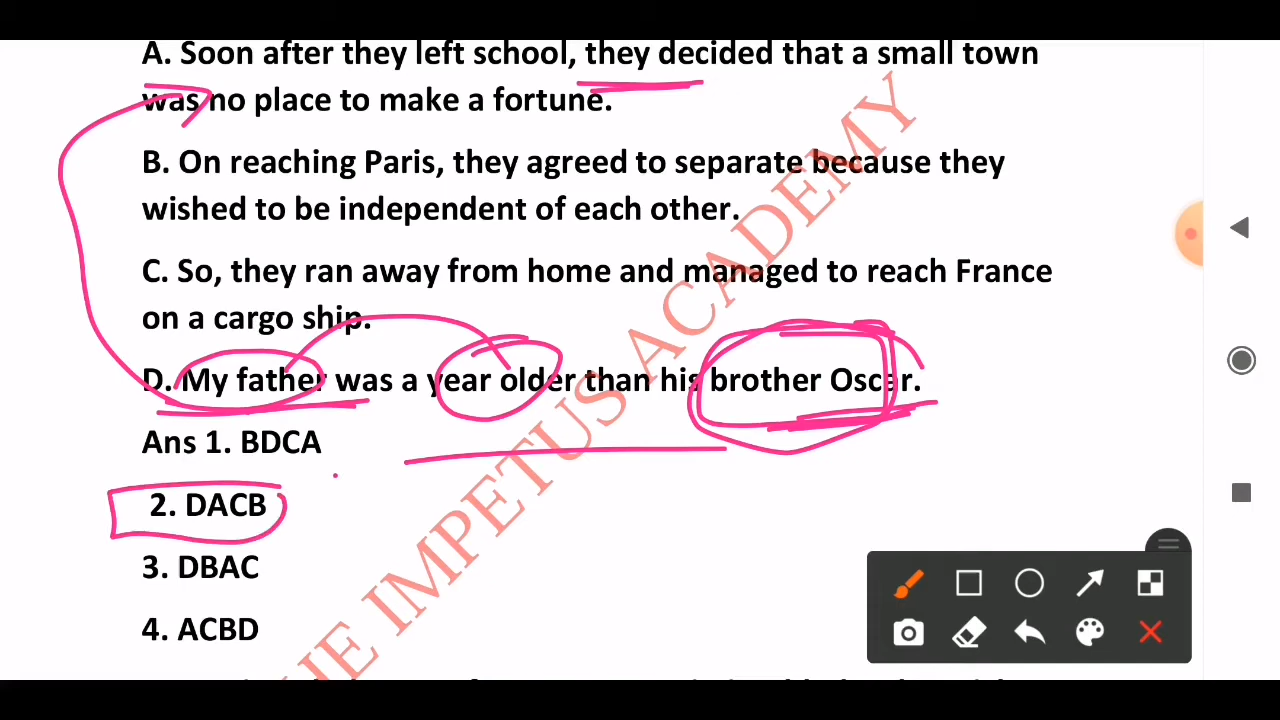 A. Soon after they left school, they decided that a small town
was no place to make a fortune.
B. On reaching Paris, they agreed to separate because they
wished to be independent of each other.
C. So, they ran away from home and managed to reach France
on a cargo ship.
D. My father was a year older than his brother Oscar.
Ans 1. BDCA
2. DACB
3. DBAC
4. ACBD
THE IMPETUS ACADEMY